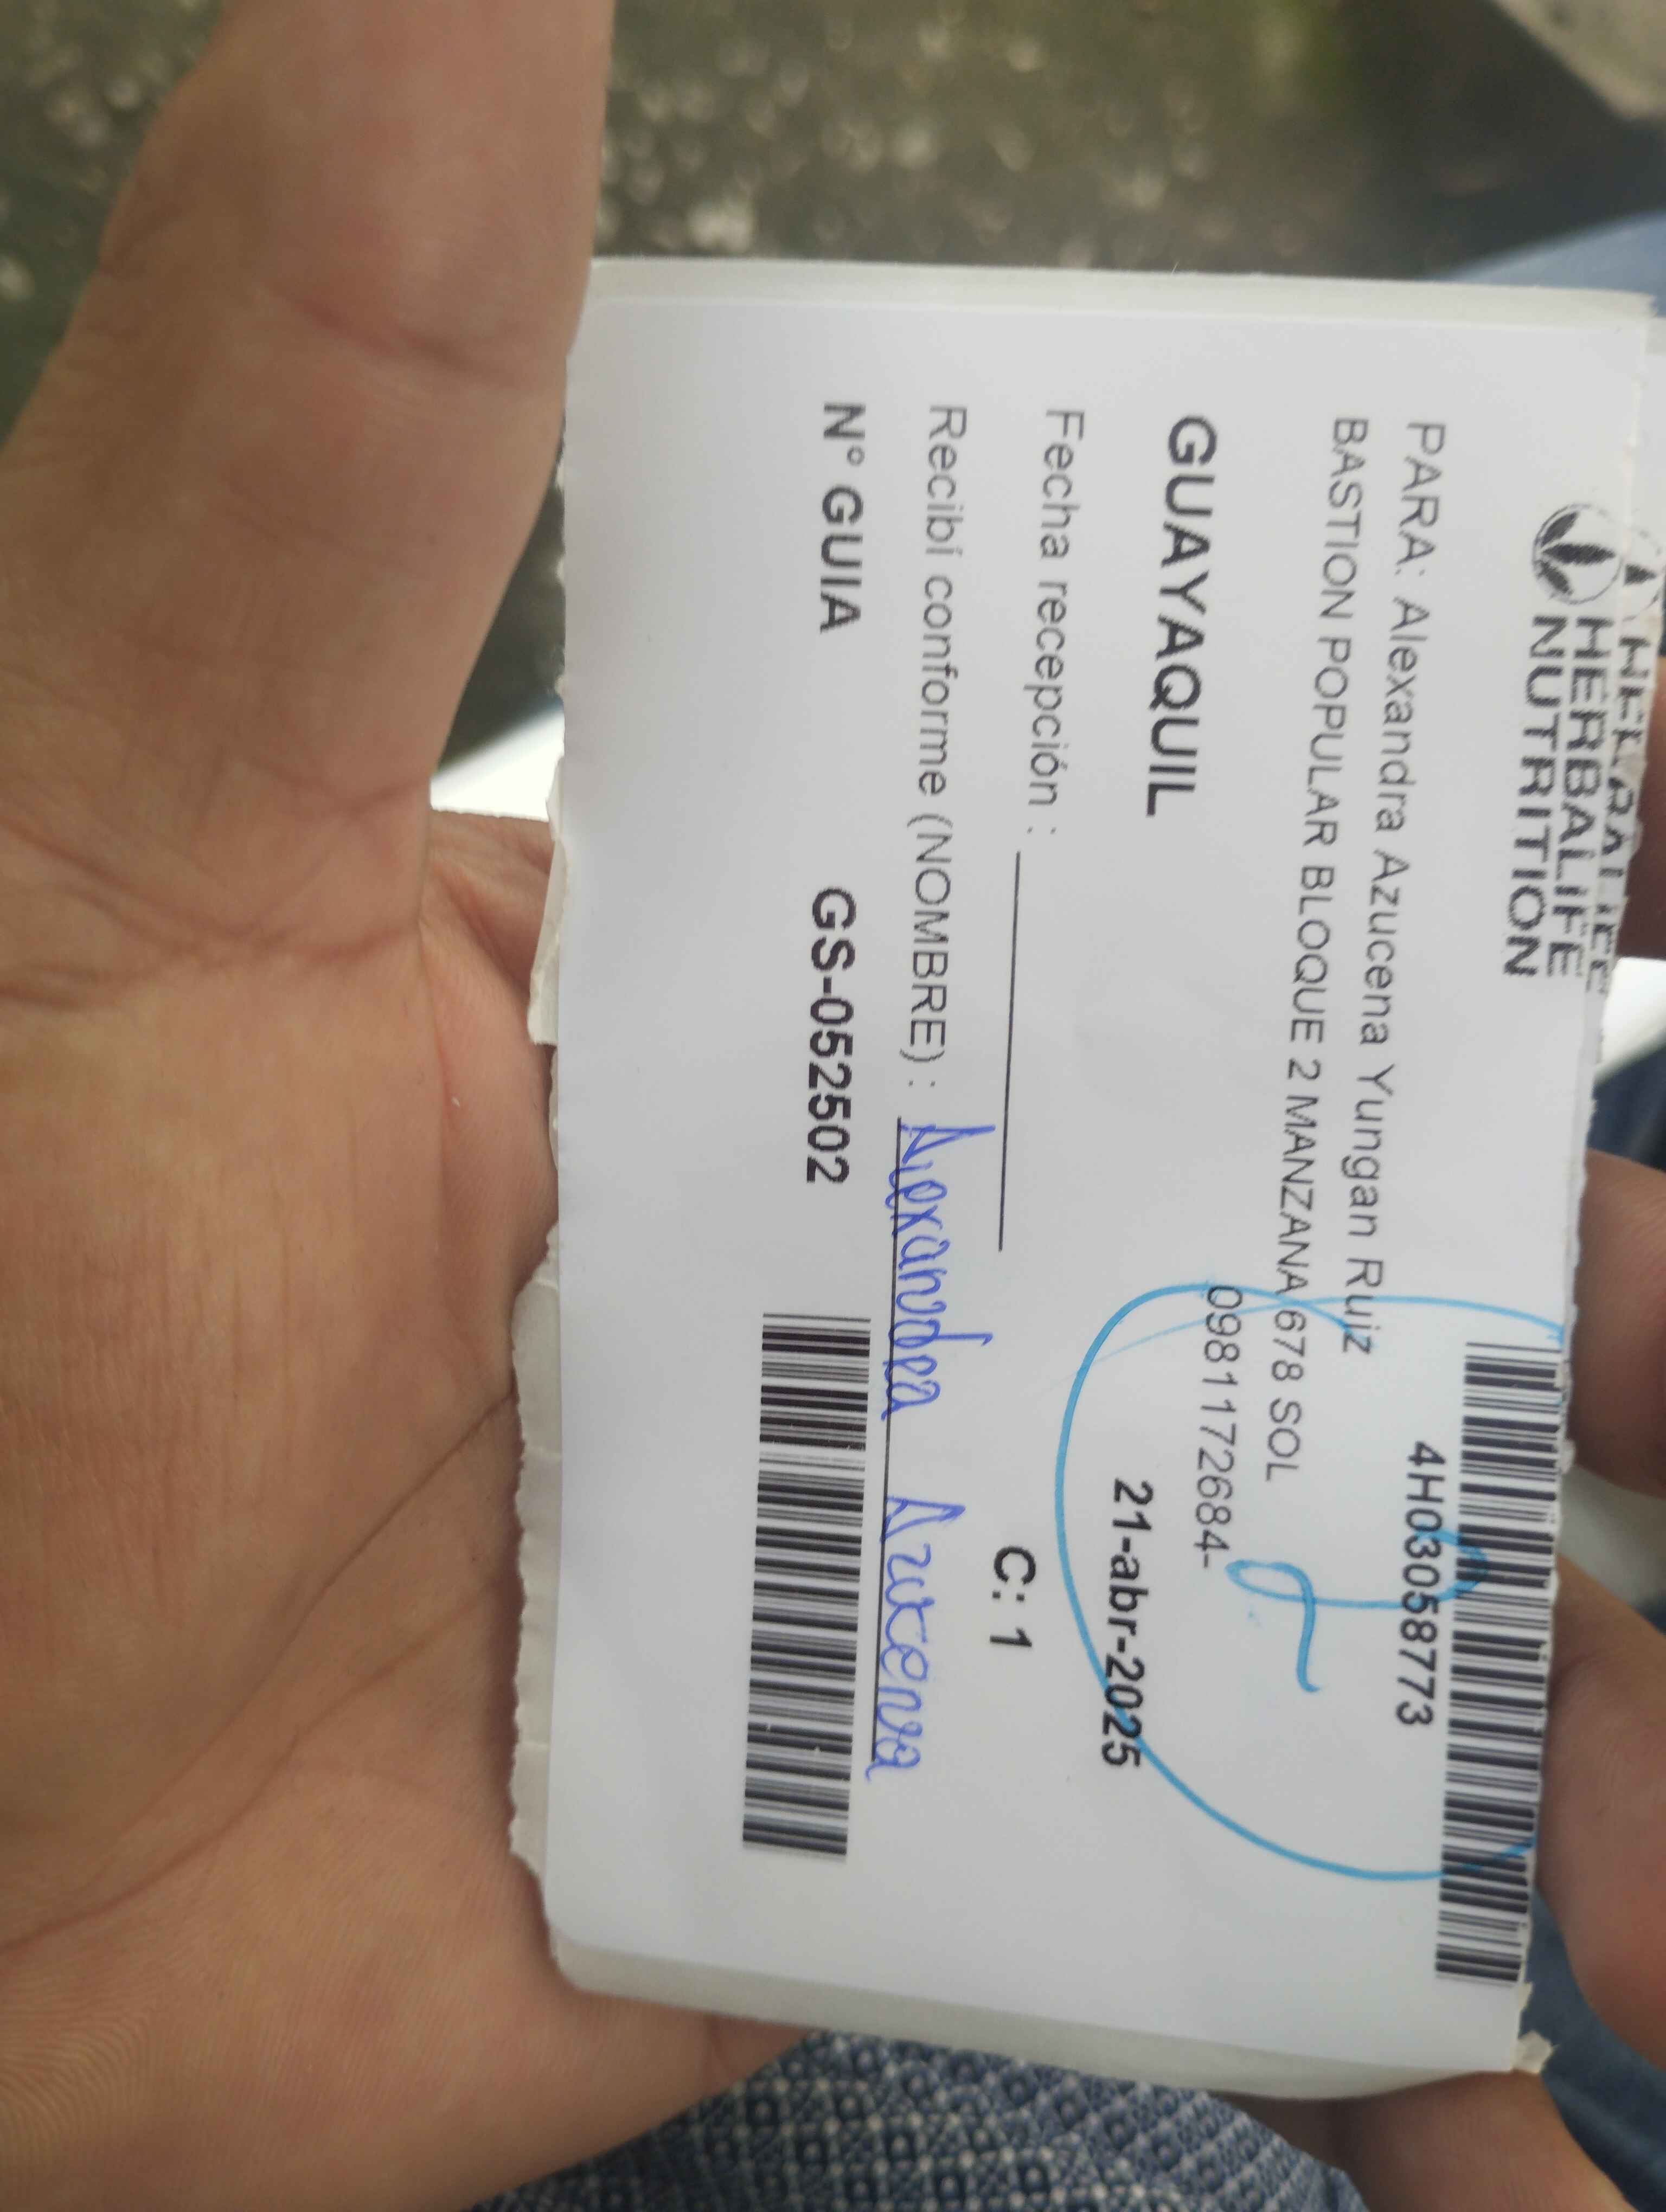 HERBALIFE
HERBALIFE
NUTRITION
4H03058773
PARA: Alexandra Azucena Yungan Ruiz
BASTION POPULAR BLOQUE 2 MANZANA 678 SOL
0981172684-
GUAYAQUIL
21-abr-2025
Fecha recepción :
C: 1
Recibí conforme (NOMBRE) : Alexandra Azucena
N° GUIA GS-052502